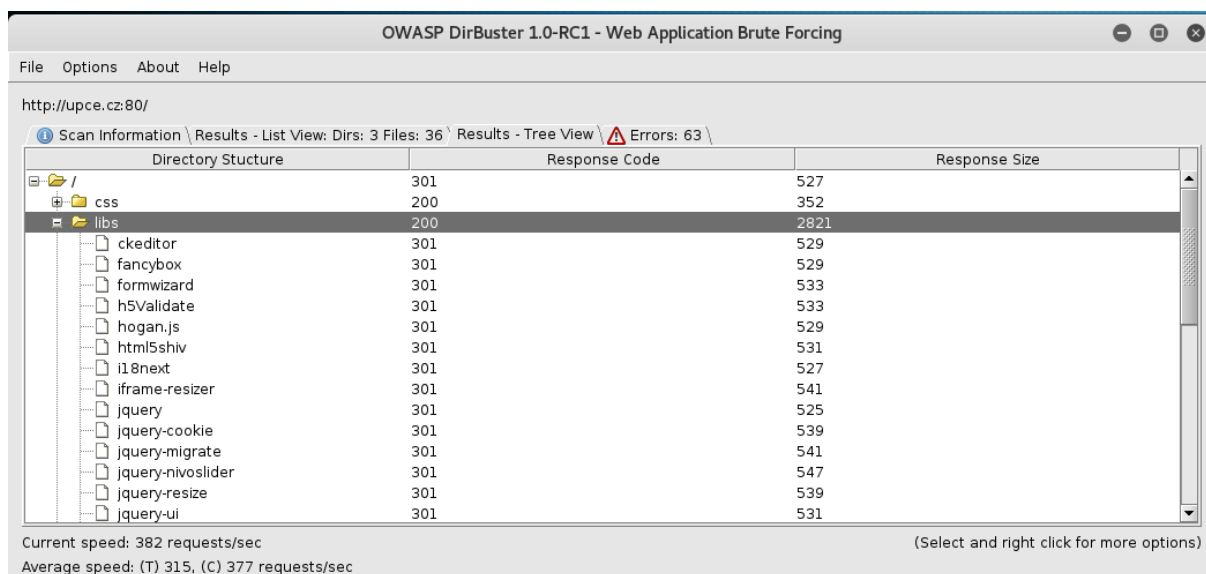 OWASP DirBuster 1.0-RC1 - Web Application Brute Forcing
File Options About Help
http://upce.cz:80/
Scan Information Results - List View: Dirs: 3 Files: 36 Results - Tree View Errors: 63
Directory Stucture Response Code Response Size
/ 301 527
css 200 352
libs 200 2821
ckeditor 301 529
fancybox 301 529
formwizard 301 533
h5Validate 301 533
hogan.js 301 529
html5shiv 301 531
i18next 301 527
iframe-resizer 301 541
jquery 301 525
jquery-cookie 301 539
jquery-migrate 301 541
jquery-nivoslider 301 547
jquery-resize 301 539
jquery-ui 301 531
Current speed: 382 requests/sec (Select and right click for more options)
Average speed: (T) 315, (C) 377 requests/sec